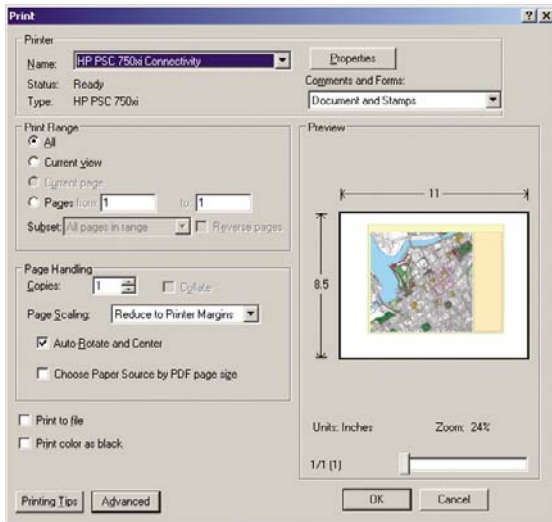 Print
Printer
Name: HP PSC 750xi Connectivity
Properties
Status: Ready
Type: HP PSC 750xi
Comments and Forms:
Document and Stamps
Print Range
All
Current view
Current page
Pages from: 1 to: 1
Subset: All pages in range
Reverse pages
Page Handling
Copies: 1
Collate
Page Scaling: Reduce to Printer Margins
Auto-Rotate and Center
Choose Paper Source by PDF page size
Print to file
Print color as black
Preview
11
8.5
Units: Inches Zoom: 24%
1/1 (1)
Printing Tips
Advanced
OK
Cancel